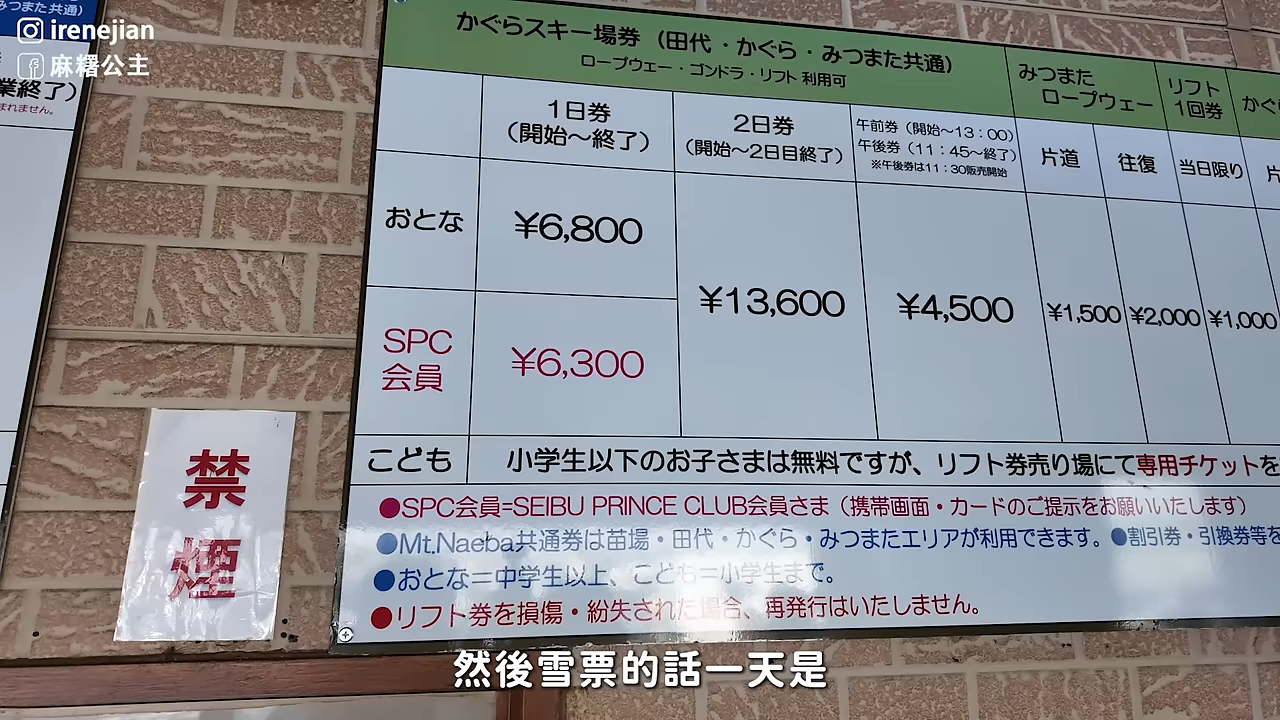 みつまた共通)
irenejian
麻糬公主
業終了)
まれません。
かぐらスキー場券 (田代・かぐら・みつまた共通)
ロープウェー・ゴンドラ・リフト 利用可
みつまた
ロープウェー
リフト
1回券
かぐ
1日券
(開始〜終了)
2日券
(開始〜2日目終了)
午前券 (開始〜13:00)
午後券 (11:45〜終了)
※午後券は11:30販売開始
片道
往復
当日限り
片
おとな
¥6,800
¥13,600
¥4,500
¥1,500
¥2,000
¥1,000
SPC
会員
¥6,300
こども
小学生以下のお子さまは無料ですが、リフト券売り場にて専用チケットを
●SPC会員=SEIBU PRINCE CLUB会員さま (携帯画面・カードのご提示をお願いいたします)
●Mt.Naeba共通券は苗場・田代・かぐら・みつまたエリアが利用できます。 ●割引券・引換券等を
●おとな=中学生以上、こども=小学生まで。
●リフト券を損傷・紛失された場合、再発行はいたしません。
禁
煙
然後雪票的話一天是